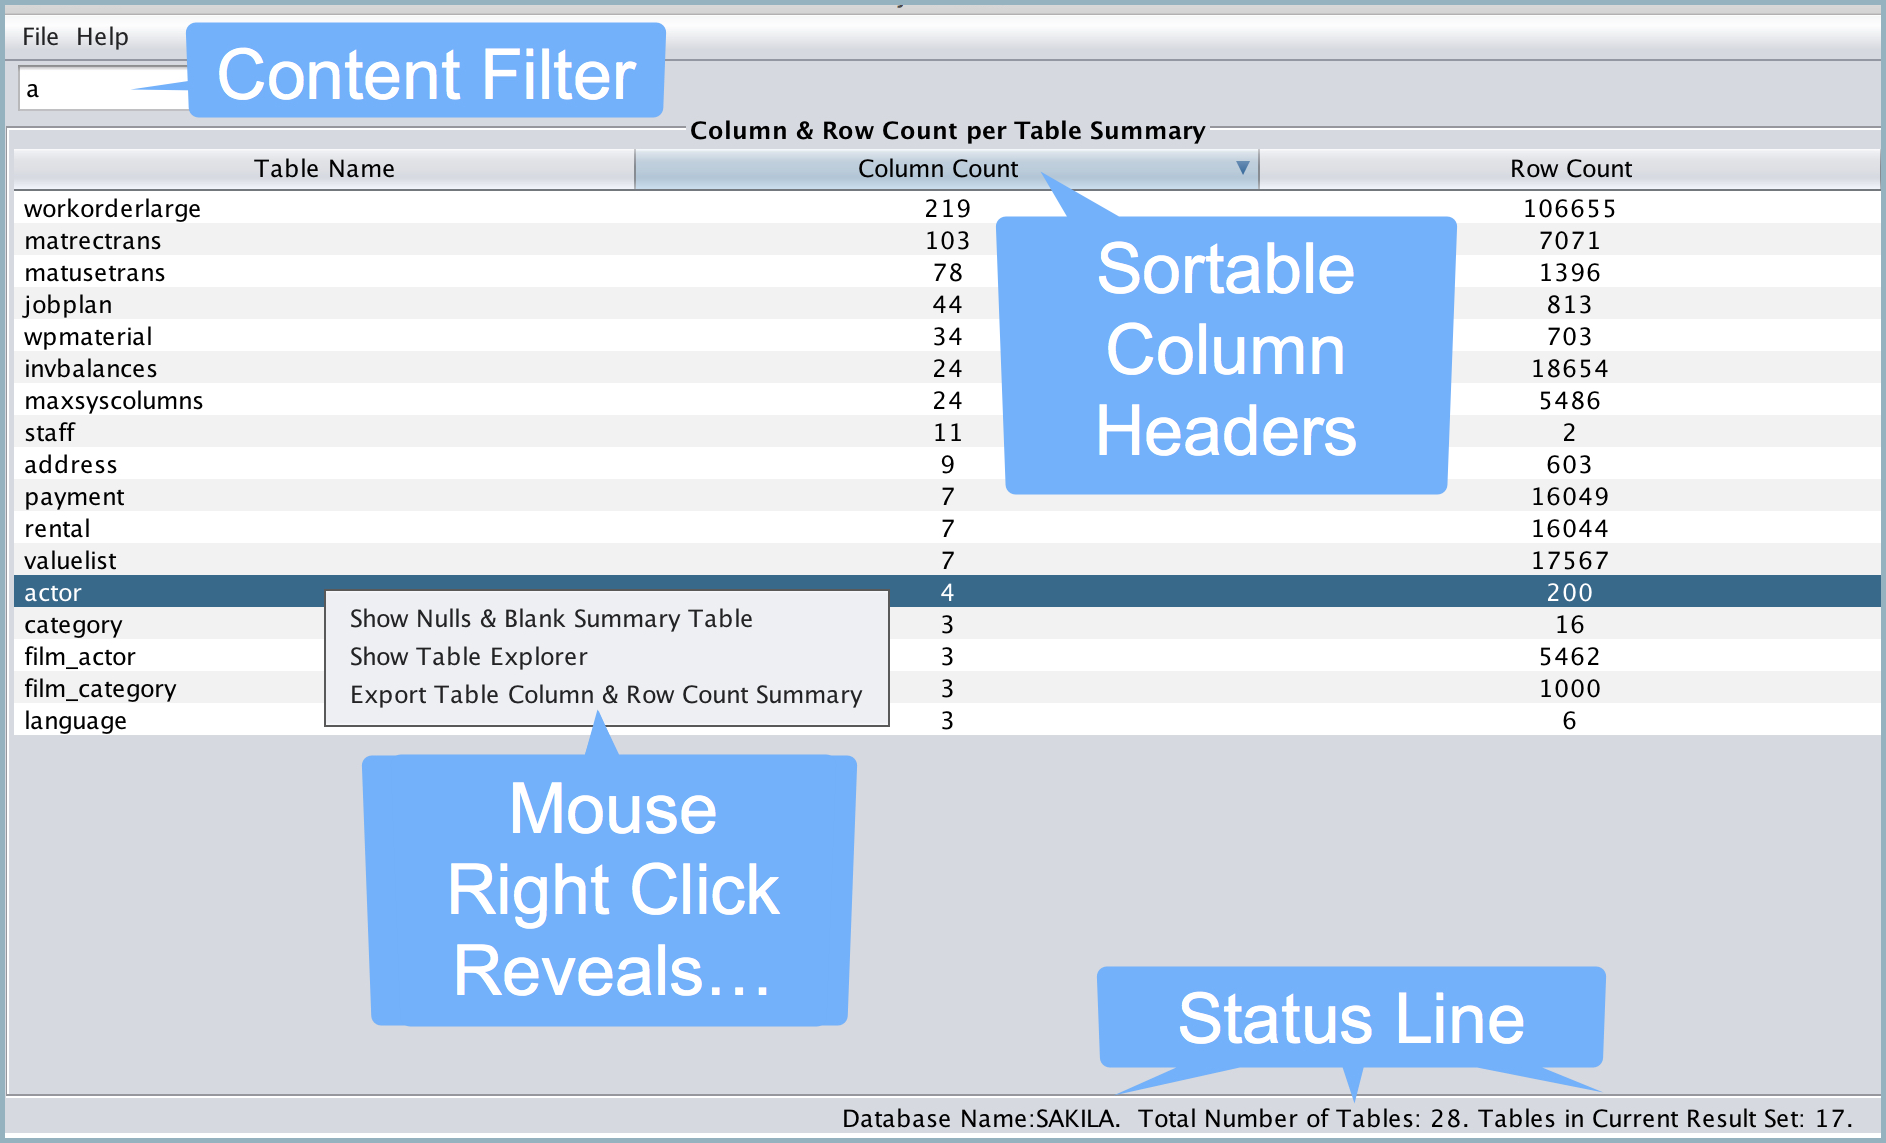 File Help
a
Content Filter
Column & Row Count per Table Summary
Table Name Column Count Row Count
workorderlarge 219 106655
matrectrans 103 7071
matusetrans 78 1396
jobplan 44 813
wpmaterial 34 703
invbalances 24 18654
maxsyscolumns 24 5486
staff 11 2
address 9 603
payment 7 16049
rental 7 16044
valuelist 7 17567
actor 4 200
category 3 16
film_actor 3 5462
film_category 3 1000
language 3 6
Sortable
Column
Headers
Show Nulls & Blank Summary Table
Show Table Explorer
Export Table Column & Row Count Summary
Mouse
Right Click
Reveals...
Status Line
Database Name:SAKILA. Total Number of Tables: 28. Tables in Current Result Set: 17.